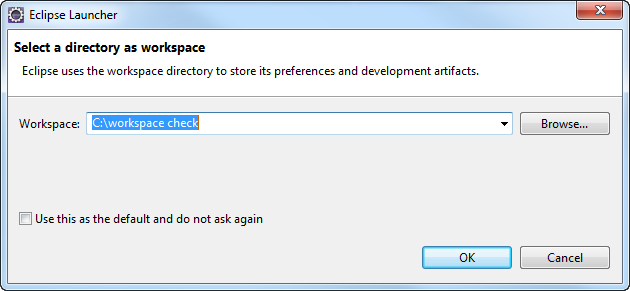 Eclipse Launcher
Select a directory as workspace
Eclipse uses the workspace directory to store its preferences and development artifacts.
Workspace: C:\workspace check Browse...
Use this as the default and do not ask again
OK Cancel